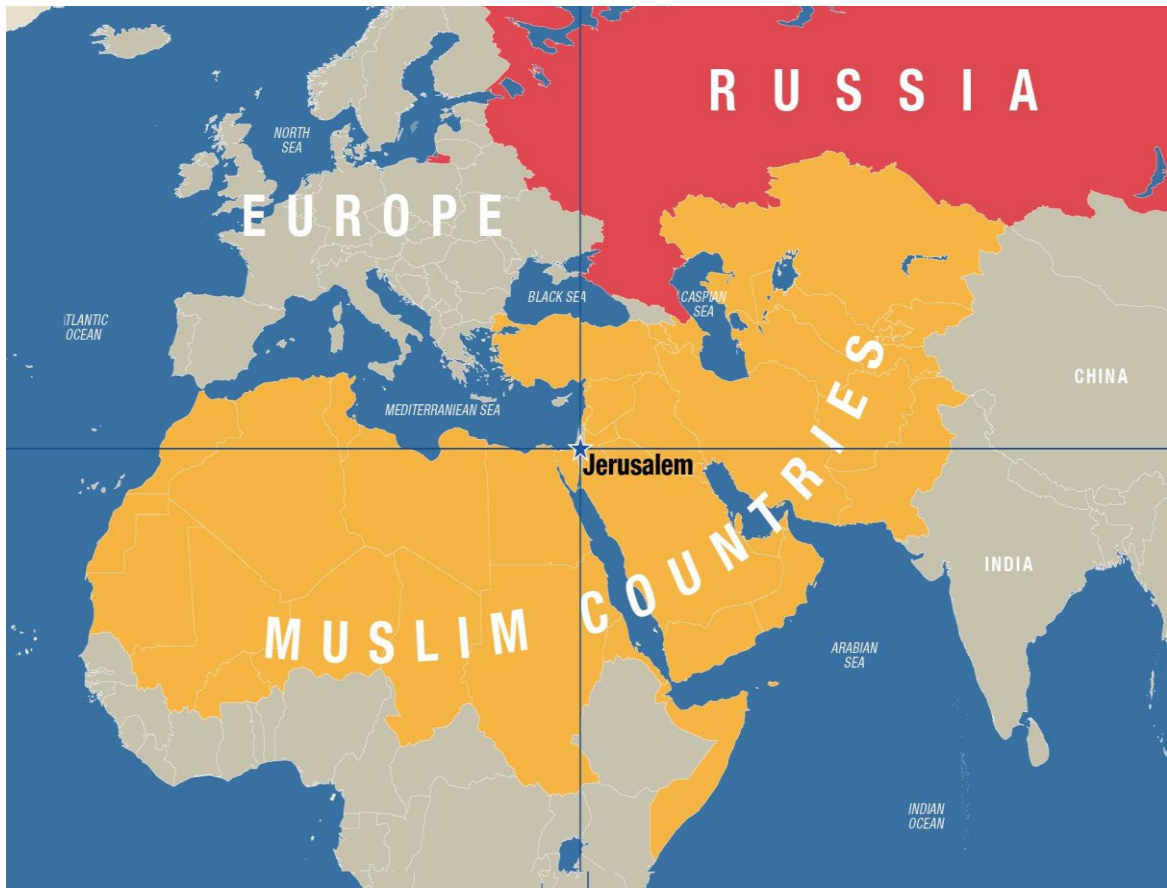 RUSSIA
NORTH
SEA
EUROPE
BLACK SEA
CASPIAN
SEA
TLANTIC
OCEAN
CHINA
MEDITERRANIEAN SEA
Jerusalem
MUSLIM COUNTRIES
INDIA
ARABIAN
SEA
INDIAN
OCEAN